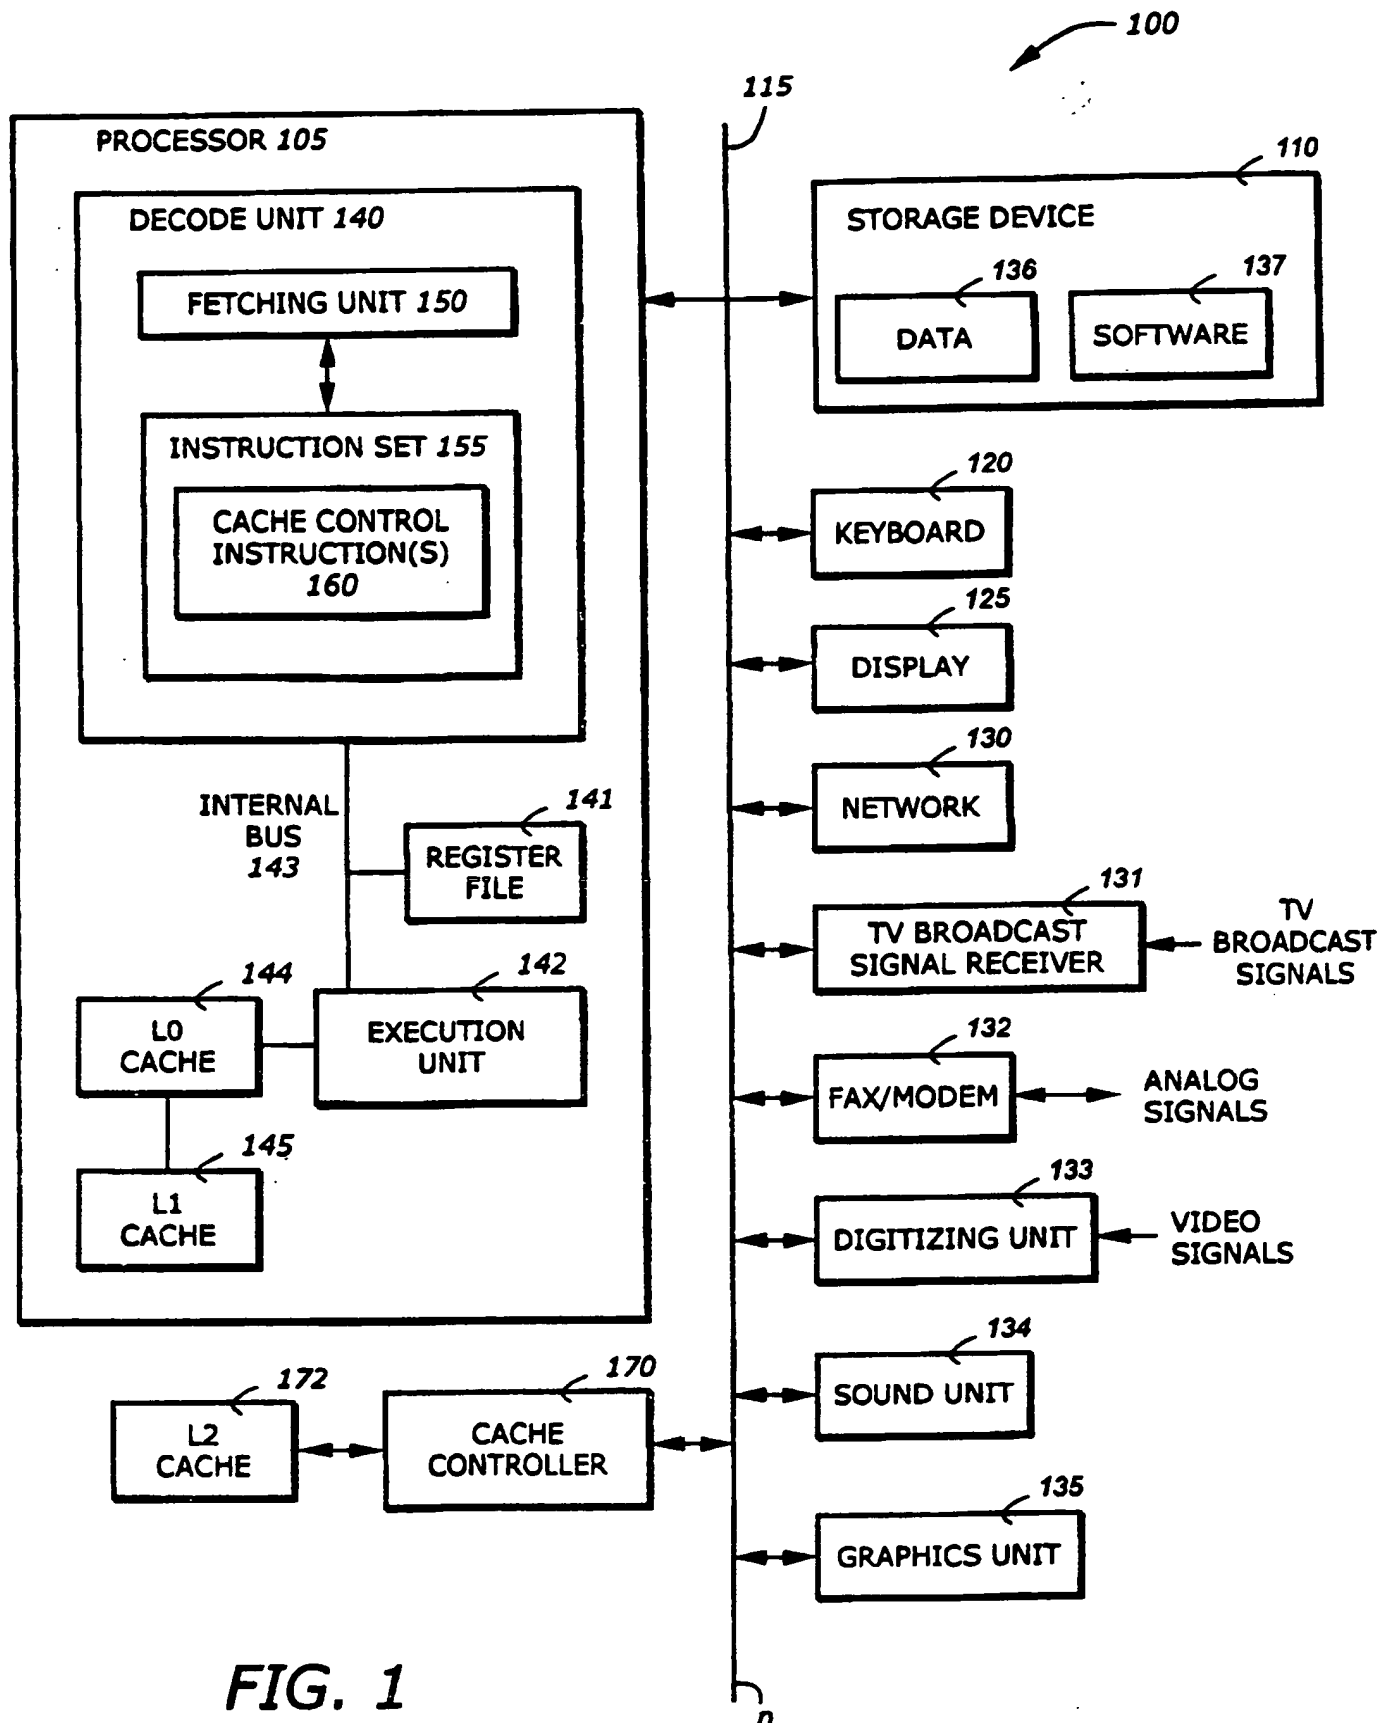 100
115
PROCESSOR 105
DECODE UNIT 140
FETCHING UNIT 150
INSTRUCTION SET 155
CACHE CONTROL
INSTRUCTION(S)
160
INTERNAL
BUS
143
141
REGISTER
FILE
142
EXECUTION
UNIT
144
L0
CACHE
145
L1
CACHE
172
L2
CACHE
170
CACHE
CONTROLLER
110
STORAGE DEVICE
136
DATA
137
SOFTWARE
120
KEYBOARD
125
DISPLAY
130
NETWORK
131
TV BROADCAST
SIGNAL RECEIVER
TV
BROADCAST
SIGNALS
132
FAX/MODEM
ANALOG
SIGNALS
133
DIGITIZING UNIT
VIDEO
SIGNALS
134
SOUND UNIT
135
GRAPHICS UNIT
FIG. 1